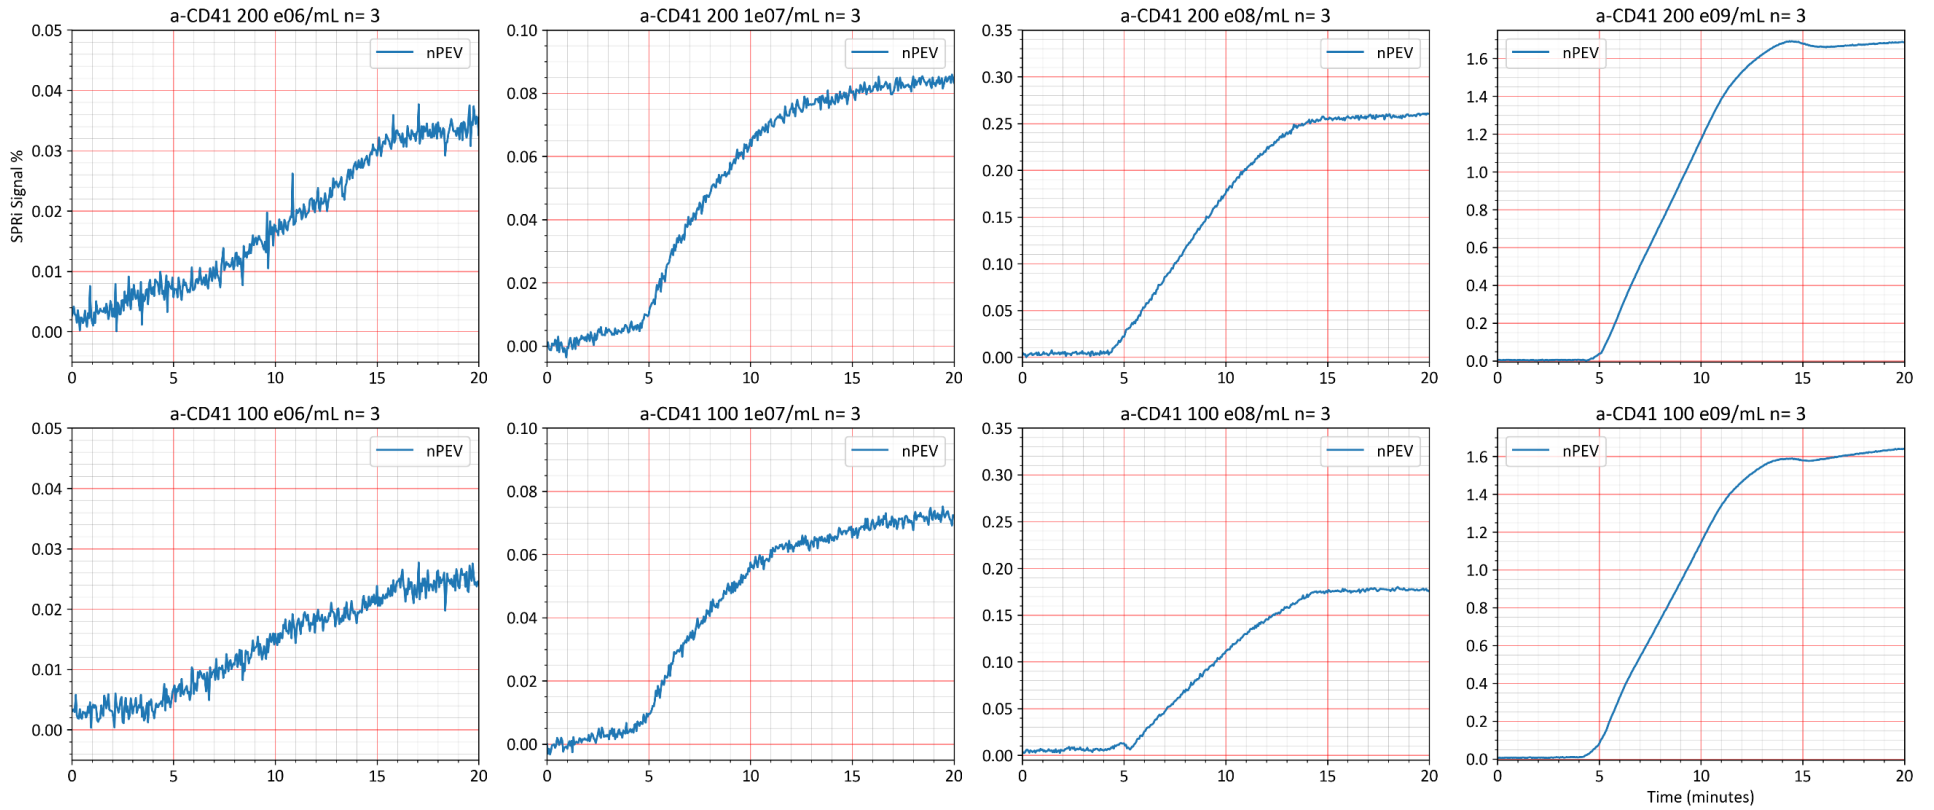 a-CD41 200 e06/mL n= 3
a-CD41 200 1e07/mL n= 3
a-CD41 200 e08/mL n= 3
a-CD41 200 e09/mL n= 3
SPRi Signal %
0.05
0.04
0.03
0.02
0.01
0.00
nPEV
0 5 10 15 20
0.10
0.08
0.06
0.04
0.02
0.00
nPEV
0 5 10 15 20
0.35
0.30
0.25
0.20
0.15
0.10
0.05
0.00
nPEV
0 5 10 15 20
1.6
1.4
1.2
1.0
0.8
0.6
0.4
0.2
0.0
nPEV
0 5 10 15 20
a-CD41 100 e06/mL n= 3
a-CD41 100 1e07/mL n= 3
a-CD41 100 e08/mL n= 3
a-CD41 100 e09/mL n= 3
0.05
0.04
0.03
0.02
0.01
0.00
nPEV
0 5 10 15 20
0.10
0.08
0.06
0.04
0.02
0.00
nPEV
0 5 10 15 20
0.35
0.30
0.25
0.20
0.15
0.10
0.05
0.00
nPEV
0 5 10 15 20
1.6
1.4
1.2
1.0
0.8
0.6
0.4
0.2
0.0
nPEV
0 5 10 15 20
Time (minutes)